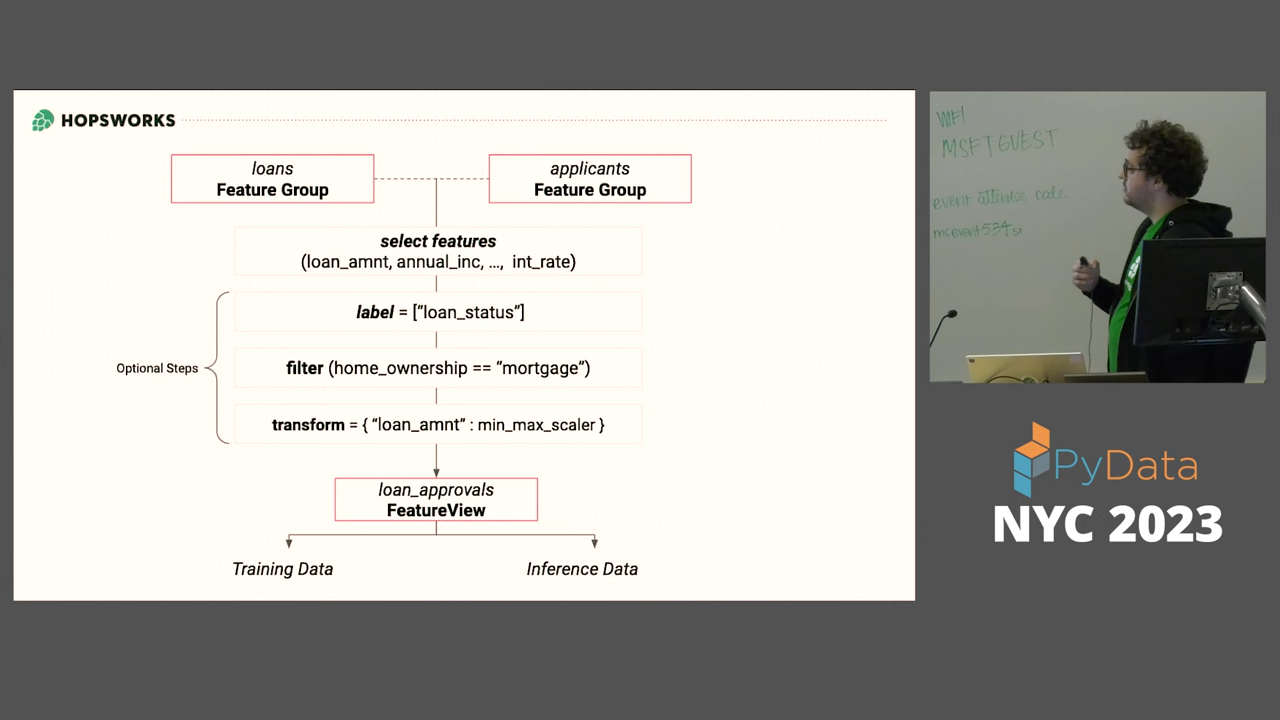 HOPSWORKS
loans
Feature Group
applicants
Feature Group
select features
(loan_amnt, annual_inc, ..., int_rate)
label = ["loan_status"]
Optional Steps
filter (home_ownership == "mortgage")
transform = { "loan_amnt" : min_max_scaler }
loan_approvals
FeatureView
Training Data
Inference Data
MSFTGUEST
event attendee code
PyData
NYC 2023